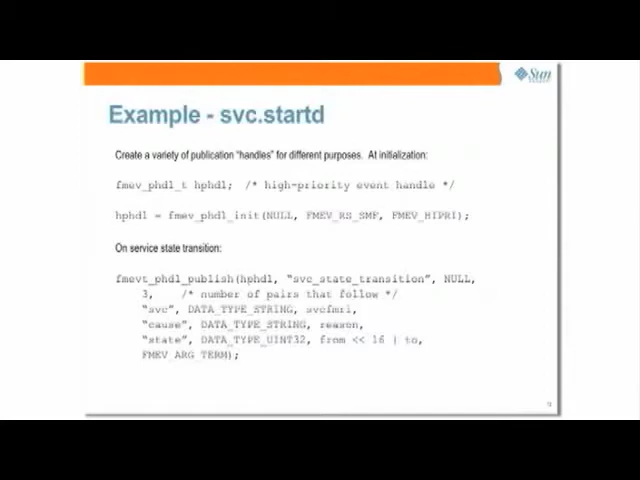 Sun
Example - svc.startd
Create a variety of publication "handles" for different purposes. At initialization:
fmev_phdl_t hphdl; /* high-priority event handle */
hphdl = fmev_phdl_init(NULL, FMEV_RS_SMF, FMEV_HIPRI);
On service state transition:
fmevt_phdl_publish(hphdl, "svc_state_transition", NULL,
3, /* number of pairs that follow */
"svc", DATA_TYPE_STRING, svcfmri,
"cause", DATA_TYPE_STRING, reason,
"state", DATA_TYPE_UINT32, from << 16 | to,
FMEV_ARG_TERM);